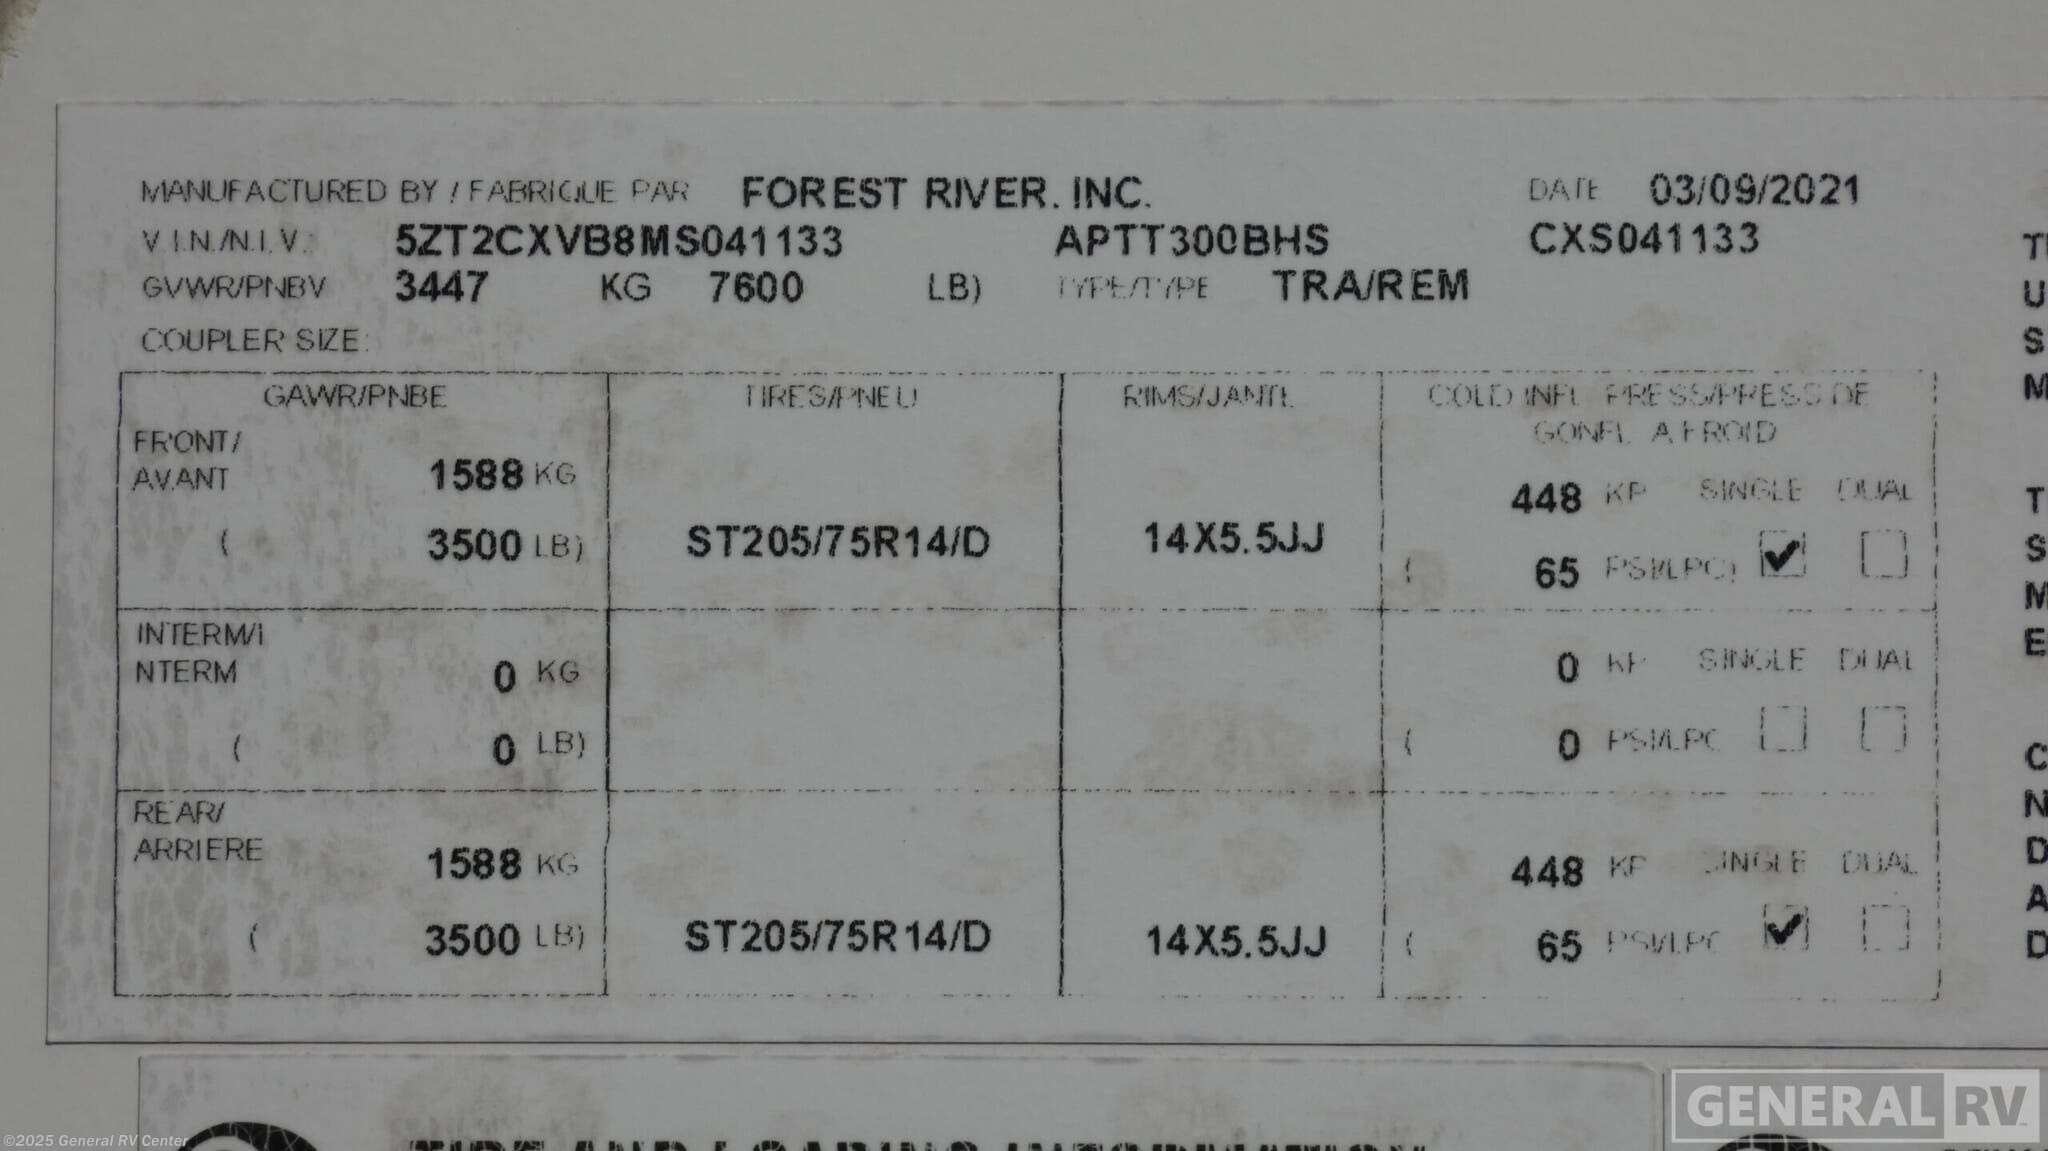 MANUFACTURED BY / FABRIQUE PAR FOREST RIVER. INC. DATE 03/09/2021
V.I.N./N.I.V.: 5ZT2CXVB8MS041133 APTT300BHS CXS041133
GVWR/PNBV 3447 KG 7600 LB) TYPE/TYPE TRA/REM
COUPLER SIZE:
GAWR/PNBE TIRES/PNEU RIMS/JANTE COLD INFL PRESS/PRESS DE
GONFL A FROID
FRONT/
AVANT 1588 KG 448 KP SINGLE DUAL
( 3500 LB) ST205/75R14/D 14X5.5JJ ( 65 PSI/LPC) ✔
INTERM/I
NTERM 0 KG 0 KP SINGLE DUAL
( 0 LB) ( 0 PSI/LPC
REAR/
ARRIERE 1588 KG 448 KP SINGLE DUAL
( 3500 LB) ST205/75R14/D 14X5.5JJ ( 65 PSI/LPC ✔
GENERAL RV
©2025 General RV Center